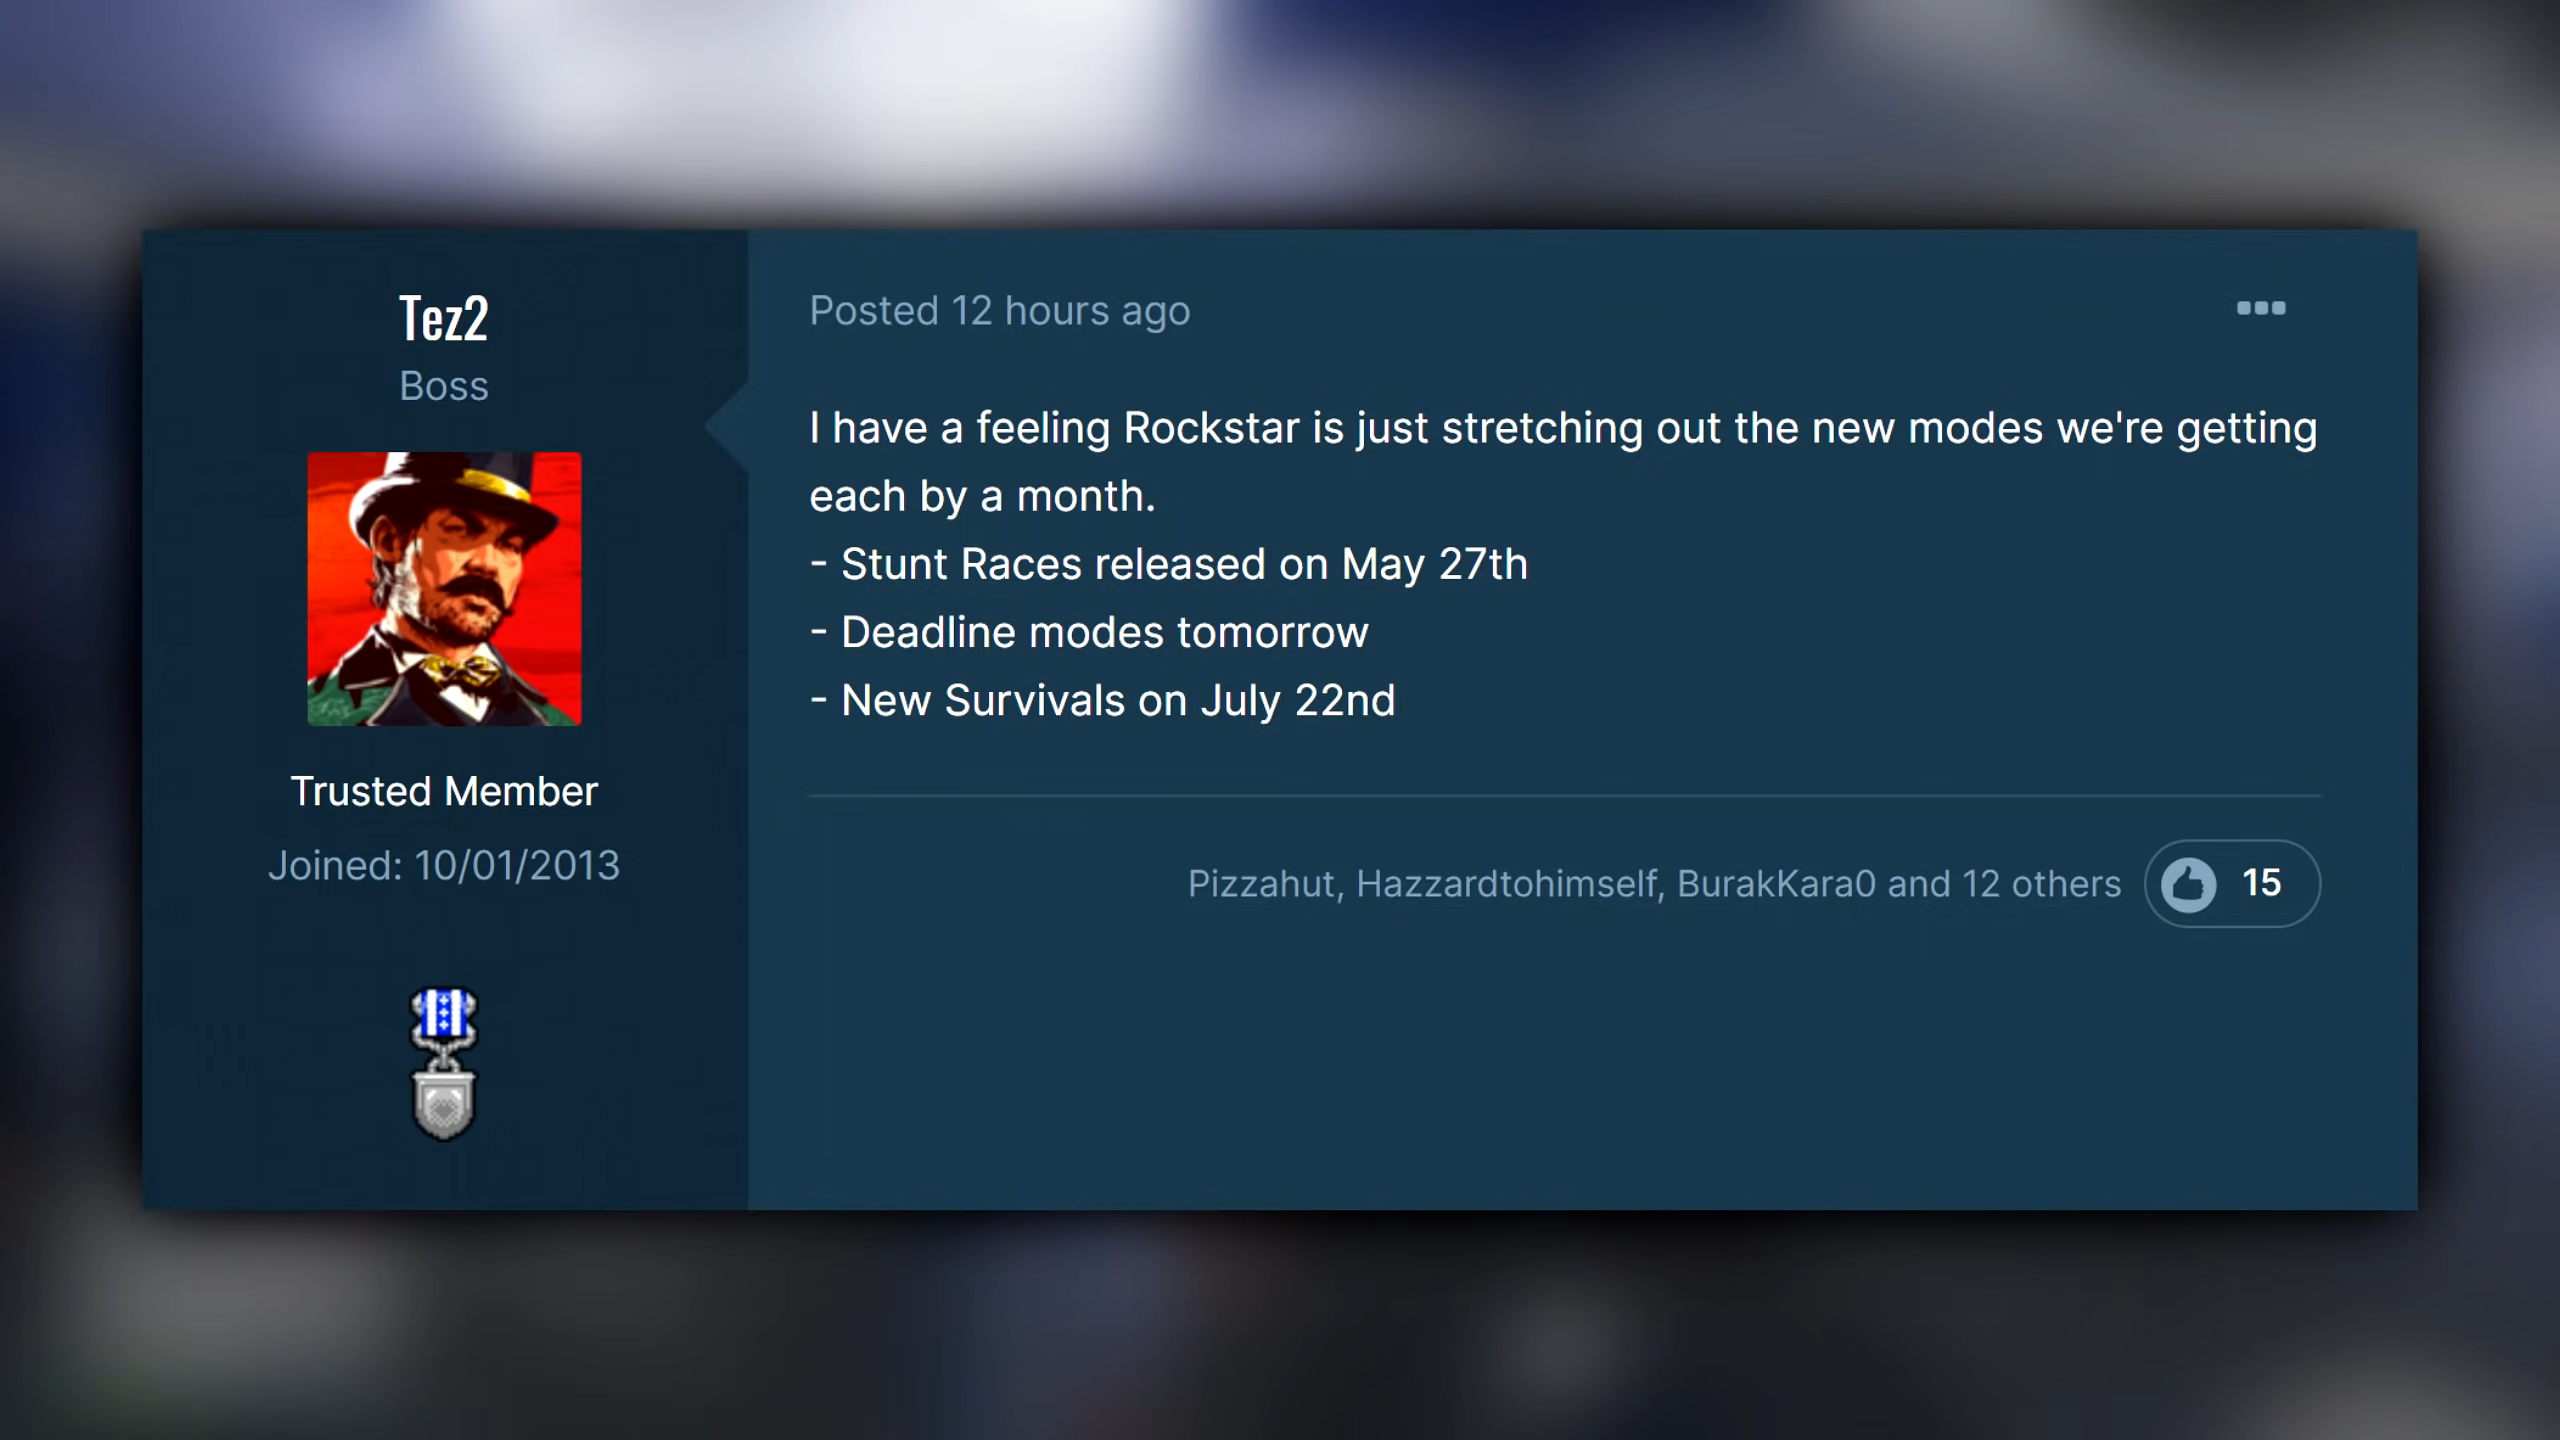 Tez2
Boss
Trusted Member
Joined: 10/01/2013
Posted 12 hours ago
I have a feeling Rockstar is just stretching out the new modes we're getting
each by a month.
- Stunt Races released on May 27th
- Deadline modes tomorrow
- New Survivals on July 22nd
Pizzahut, Hazzardtohimself, BurakKara0 and 12 others
15